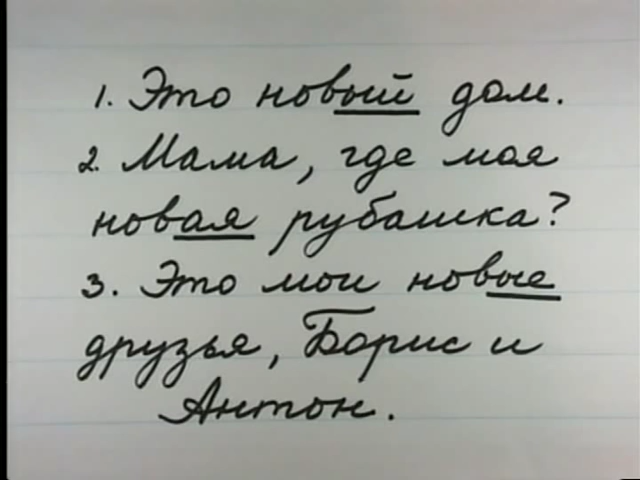 1. Это новый дом.
2. Мама, где моя
новая рубашка?
3. Это мои новые
друзья, Борис и
Антон.